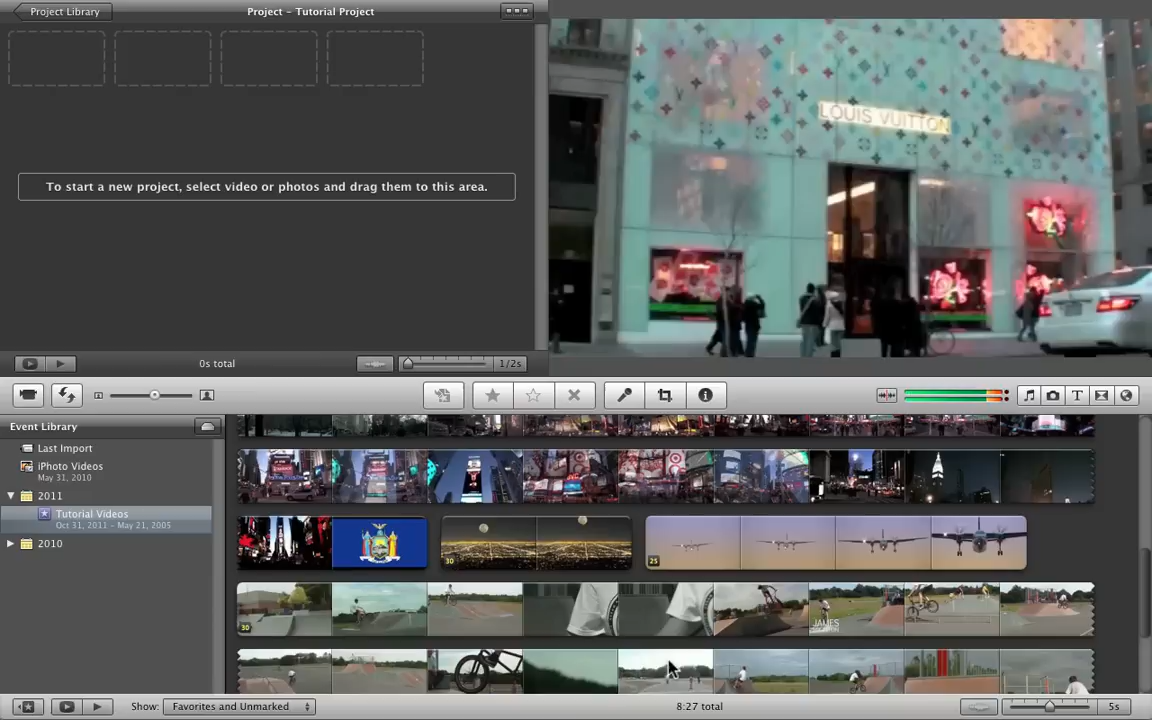 Project Library
Project - Tutorial Project
LOUIS VUITTON
To start a new project, select video or photos and drag them to this area.
0s total
1/2s
Event Library
Last Import
iPhoto Videos
May 31, 2010
2011
Tutorial Videos
Oct 31, 2011 - May 21, 2005
2010
30
25
30
JAMES
Show:
Favorites and Unmarked
8:27 total
5s